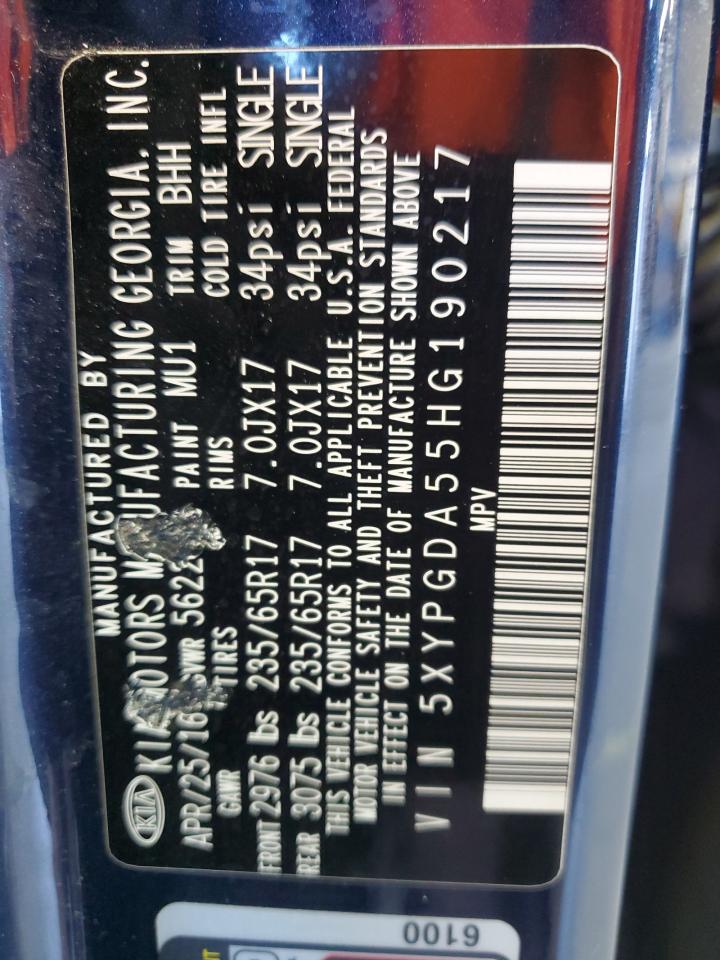 MANUFACTURED BY
KIA KIA MOTORS MANUFACTURING GEORGIA, INC.
APR/25/16 GVWR PAINT MU1 TRIM BHH
GAWR TIRES RIMS COLD TIRE INFL
FRONT 2976 lbs 235/65R17 7.0JX17 34psi SINGLE
REAR 3075 lbs 235/65R17 7.0JX17 34psi SINGLE
THIS VEHICLE CONFORMS TO ALL APPLICABLE U.S.A. FEDERAL
MOTOR VEHICLE SAFETY AND THEFT PREVENTION STANDARDS
IN EFFECT ON THE DATE OF MANUFACTURE SHOWN ABOVE
VIN 5XYPGDA55HG190217
MPV
6100